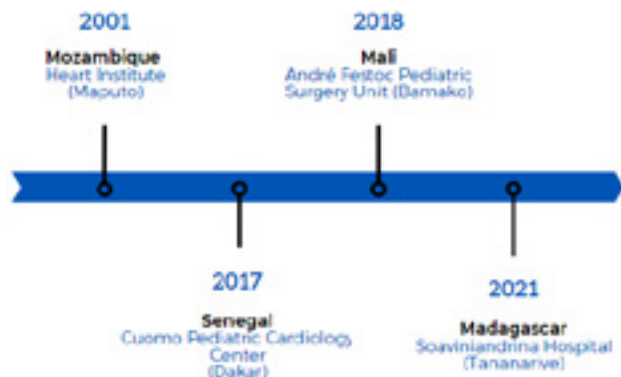 2001
Mozambique
Heart Institute
(Maputo)
2018
Mali
André Festoc Pediatric
Surgery Unit (Bamako)
2017
Senegal
Cuomo Pediatric Cardiology
Center
(Dakar)
2021
Madagascar
Soaviniandrina Hospital
(Tananarive)